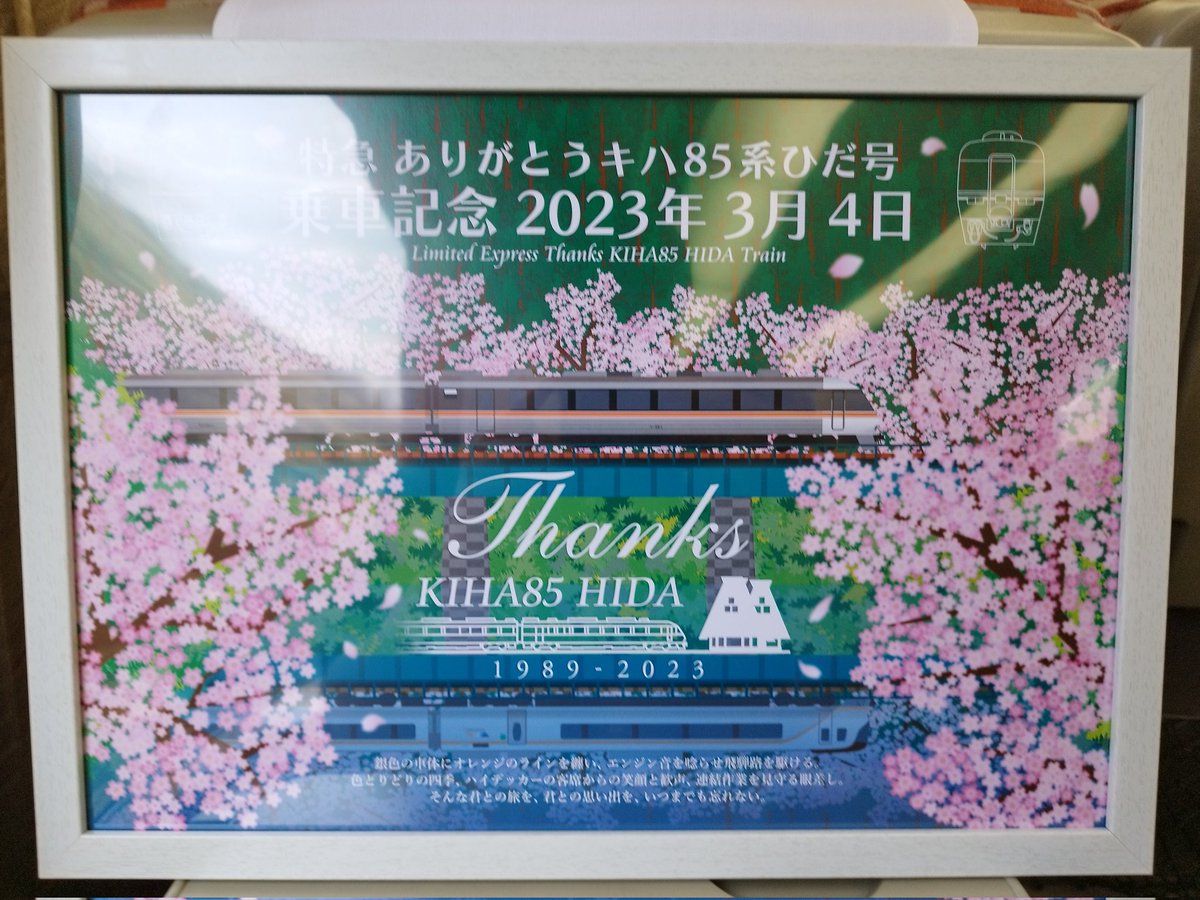 特急 ありがとうキハ85系ひだ号
乗車記念 2023年 3月 4日
Limited Express Thanks KIHA85 HIDA Train
Thanks
KIHA85 HIDA
1989-2023
銀色の車体にオレンジのラインを纏い、エンジン音を唸らせ飛騨路を駆ける。
色とりどりの四季、ハイデッカーの客席からの笑顔と歓声、連結作業を見守る眼差し。
そんな君との旅を、君との思い出を、いつまでも忘れない。